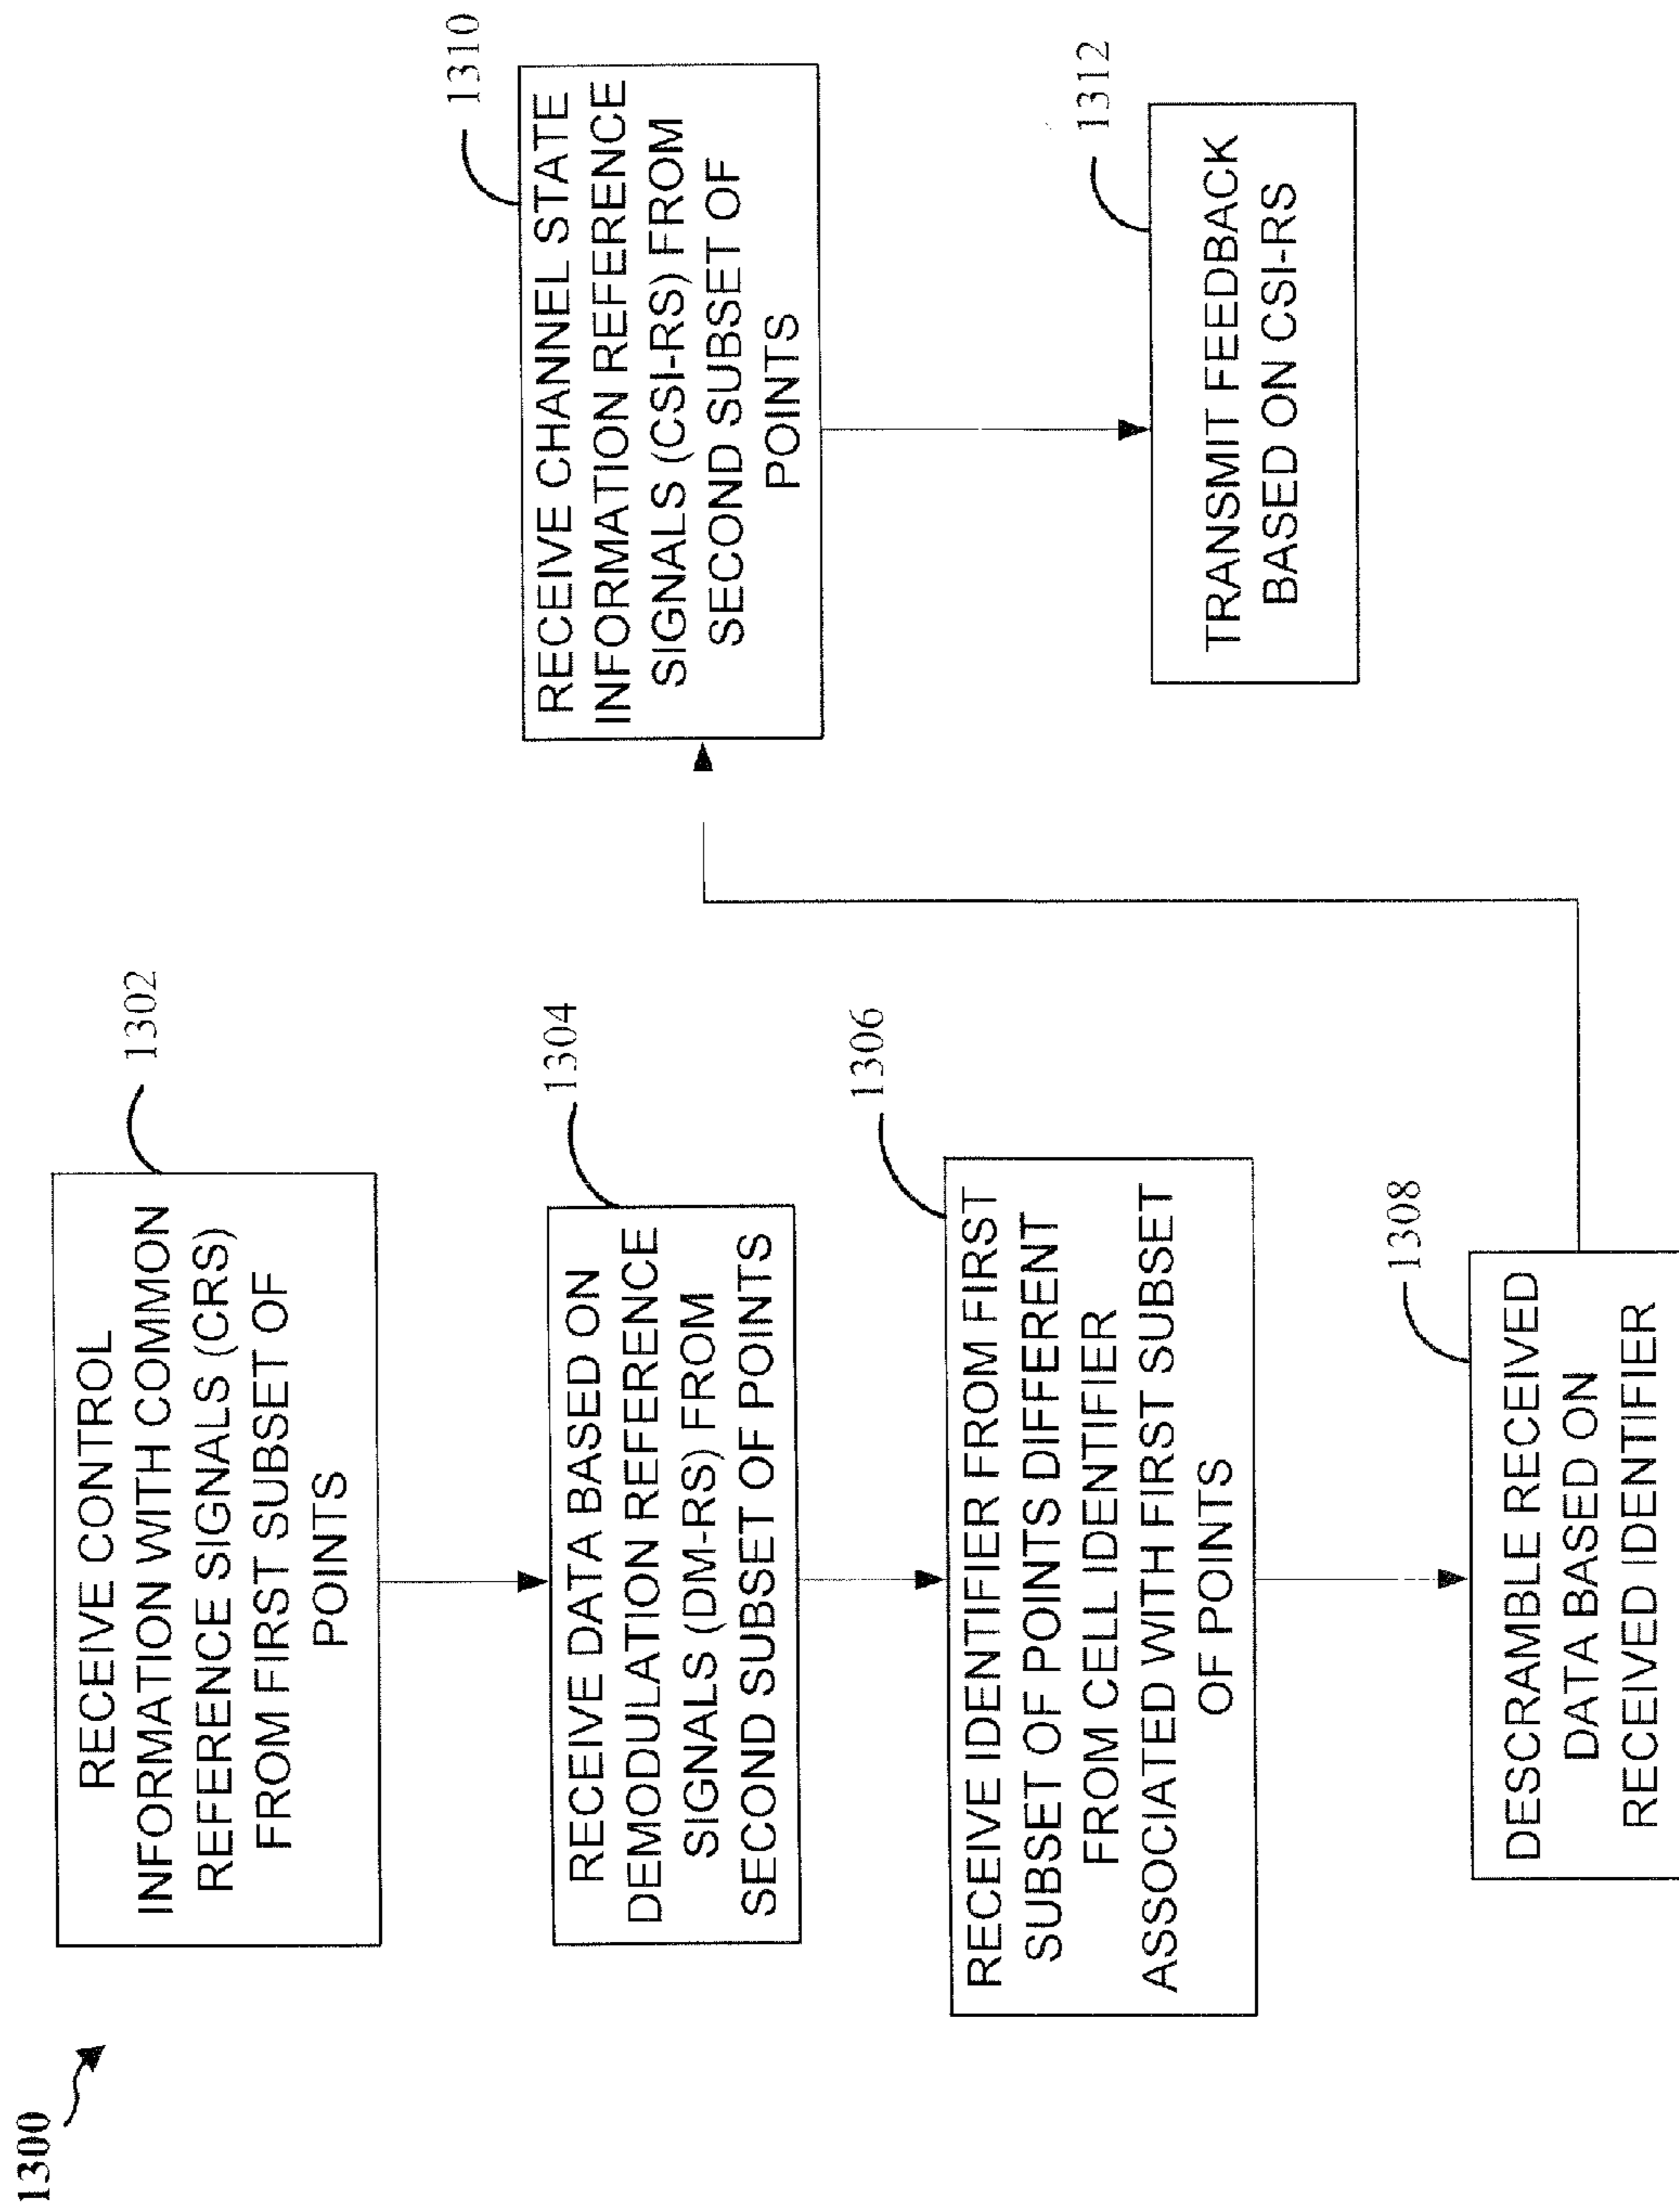 1300
1302
RECEIVE CONTROL
INFORMATION WITH COMMON
REFERENCE SIGNALS (CRS)
FROM FIRST SUBSET OF
POINTS
1304
RECEIVE DATA BASED ON
DEMODULATION REFERENCE
SIGNALS (DM-RS) FROM
SECOND SUBSET OF POINTS
1306
RECEIVE IDENTIFIER FROM FIRST
SUBSET OF POINTS DIFFERENT
FROM CELL IDENTIFIER
ASSOCIATED WITH FIRST SUBSET
OF POINTS
1308
DESCRAMBLE RECEIVED
DATA BASED ON
RECEIVED IDENTIFIER
1310
RECEIVE CHANNEL STATE
INFORMATION REFERENCE
SIGNALS (CSI-RS) FROM
SECOND SUBSET OF
POINTS
1312
TRANSMIT FEEDBACK
BASED ON CSI-RS